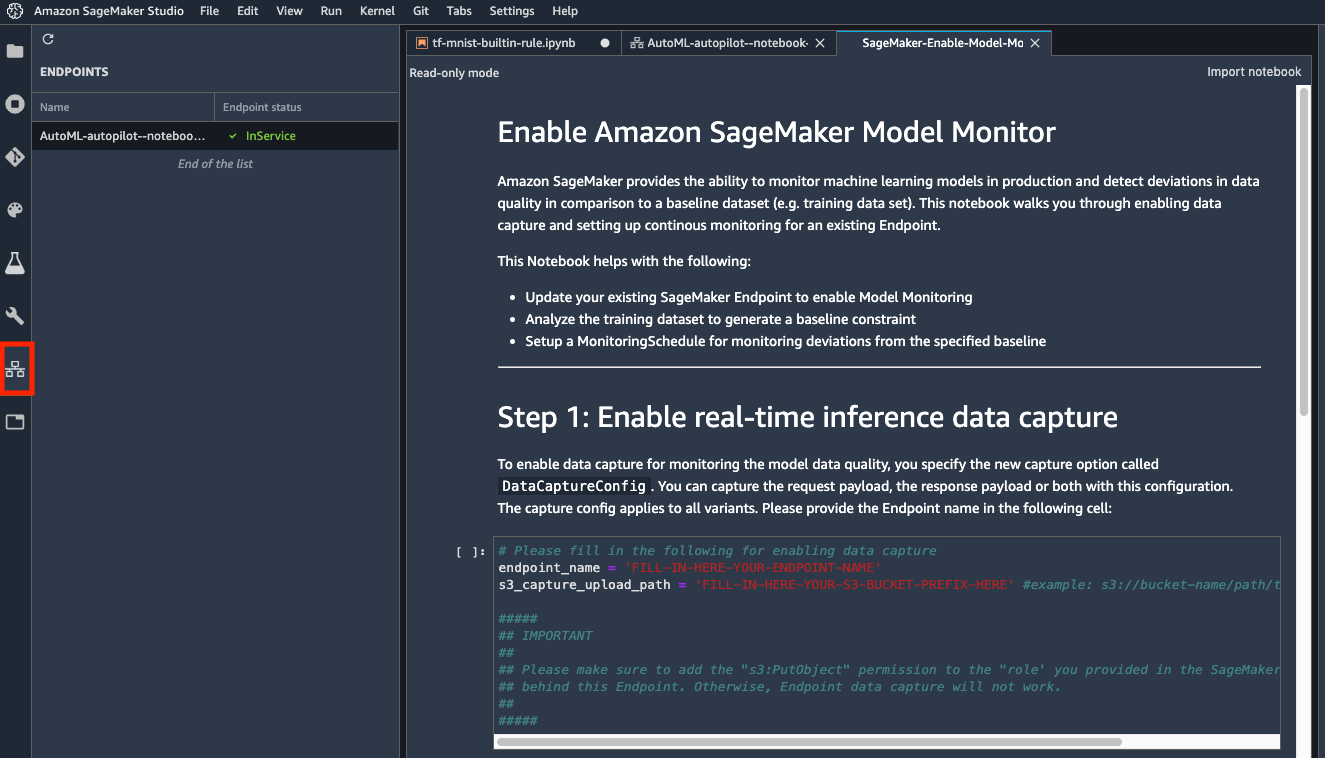 Amazon SageMaker Studio File Edit View Run Kernel Git Tabs Settings Help
ENDPOINTS
Name Endpoint status
AutoML-autopilot--noteboo... InService
End of the list
tf-mnist-builtin-rule.ipynb AutoML-autopilot--notebook- SageMaker-Enable-Model-Mo
Read-only mode Import notebook
Enable Amazon SageMaker Model Monitor
Amazon SageMaker provides the ability to monitor machine learning models in production and detect deviations in data
quality in comparison to a baseline dataset (e.g. training data set). This notebook walks you through enabling data
capture and setting up continous monitoring for an existing Endpoint.
This Notebook helps with the following:
• Update your existing SageMaker Endpoint to enable Model Monitoring
• Analyze the training dataset to generate a baseline constraint
• Setup a MonitoringSchedule for monitoring deviations from the specified baseline
Step 1: Enable real-time inference data capture
To enable data capture for monitoring the model data quality, you specify the new capture option called
DataCaptureConfig . You can capture the request payload, the response payload or both with this configuration.
The capture config applies to all variants. Please provide the Endpoint name in the following cell:
[ ]: # Please fill in the following for enabling data capture
endpoint_name = 'FILL-IN-HERE-YOUR-ENDPOINT-NAME'
s3_capture_upload_path = 'FILL-IN-HERE-YOUR-S3-BUCKET-PREFIX-HERE' #example: s3://bucket-name/path/t
#####
## IMPORTANT
##
## Please make sure to add the "s3:PutObject" permission to the "role' you provided in the SageMaker
## behind this Endpoint. Otherwise, Endpoint data capture will not work.
##
#####